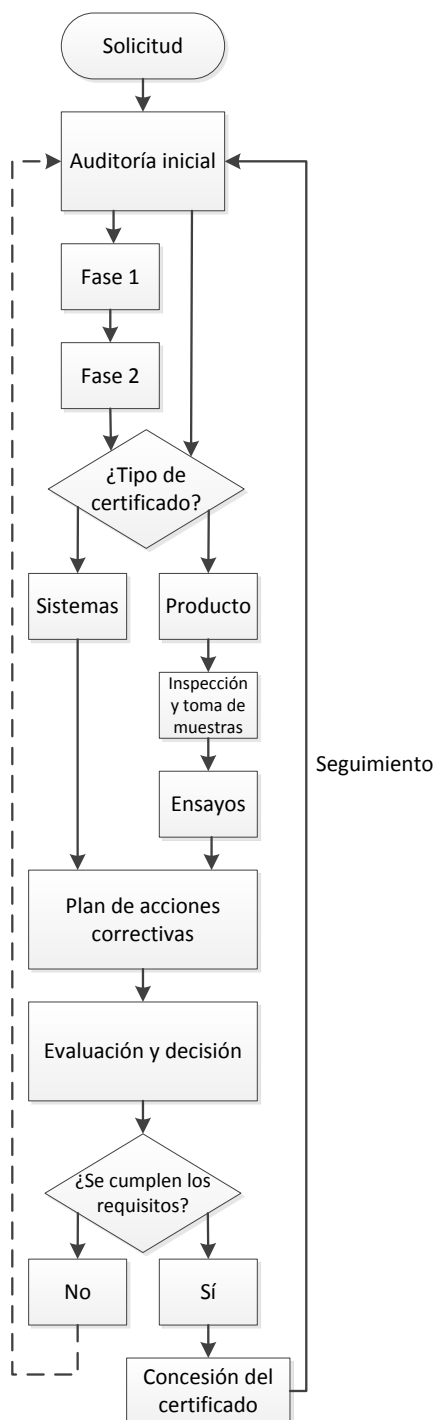 Solicitud
Auditoría inicial
Fase 1
Fase 2
¿Tipo de
certificado?
Sistemas
Producto
Inspección
y toma de
muestras
Seguimiento
Ensayos
Plan de acciones
correctivas
Evaluación y decisión
¿Se cumplen los
requisitos?
No
Sí
Concesión del
certificado